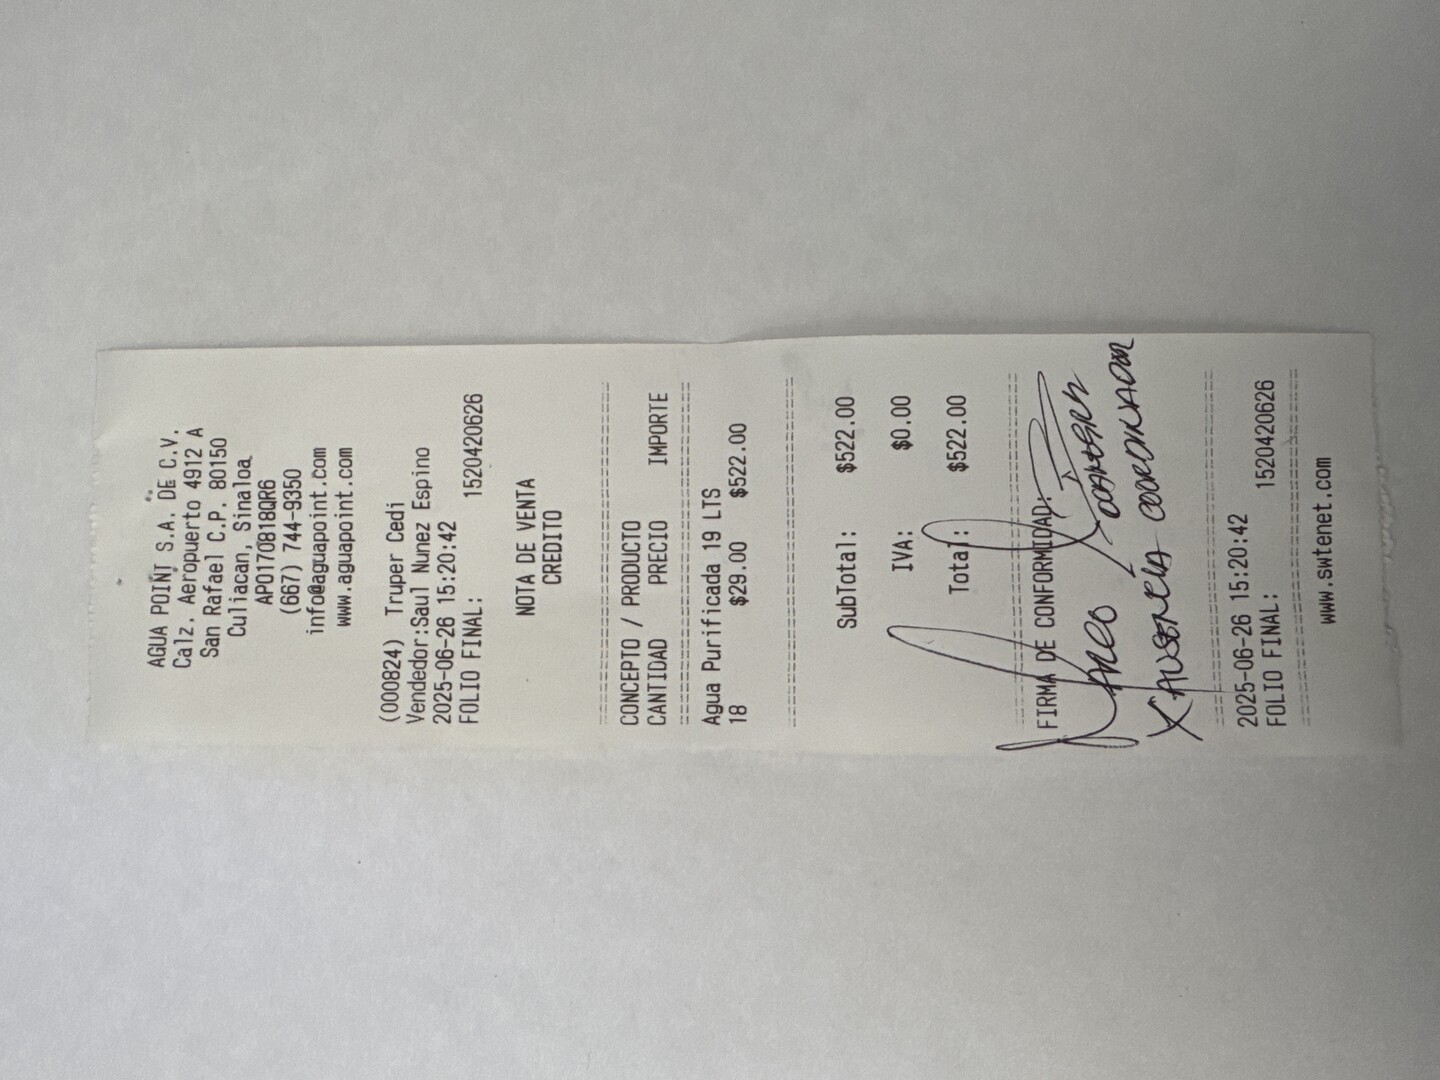 AGUA POINT S.A. DE C.V.
Calz. Aeropuerto 4912 A
San Rafael C.P. 80150
Culiacan, Sinaloa
APO170818QR6
(667) 744-9350
info@aguapoint.com
www.aguapoint.com
(000824) Truper Cedi
Vendedor:Saul Nunez Espino
2025-06-26 15:20:42
FOLIO FINAL: 1520420626
NOTA DE VENTA
CREDITO
CONCEPTO / PRODUCTO
CANTIDAD / PRECIO IMPORTE
Agua Purificada 19 LTS
18 $29.00 $522.00
SubTotal: $522.00
IVA: $0.00
Total: $522.00
FIRMA DE CONFORMIDAD:
X AUSENCIA COORDINADOR
2025-06-26 15:20:42
FOLIO FINAL: 1520420626
www.swtenet.com